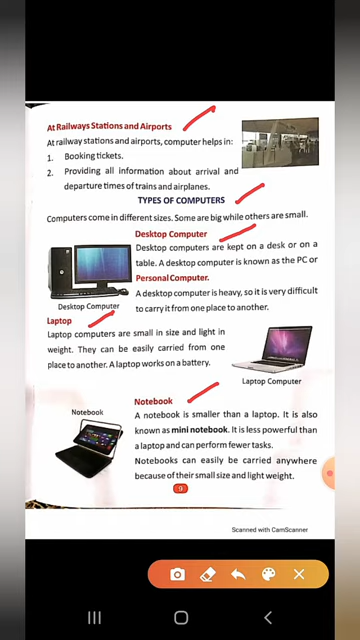 At Railways Stations and Airports
At railway stations and airports, computer helps in:
1. Booking tickets.
2. Providing all information about arrival and
departure times of trains and airplanes.
TYPES OF COMPUTERS
Computers come in different sizes. Some are big while others are small.
Desktop Computer
Desktop computers are kept on a desk or on a
table. A desktop computer is known as the PC or
Personal Computer.
A desktop computer is heavy, so it is very difficult
to carry it from one place to another.
Desktop Computer
Laptop
Laptop computers are small in size and light in
weight. They can be easily carried from one
place to another. A laptop works on a battery.
Laptop Computer
Notebook
Notebook
A notebook is smaller than a laptop. It is also
known as mini notebook. It is less powerful than
a laptop and can perform fewer tasks.
Notebooks can easily be carried anywhere
because of their small size and light weight.
9
Scanned with CamScanner